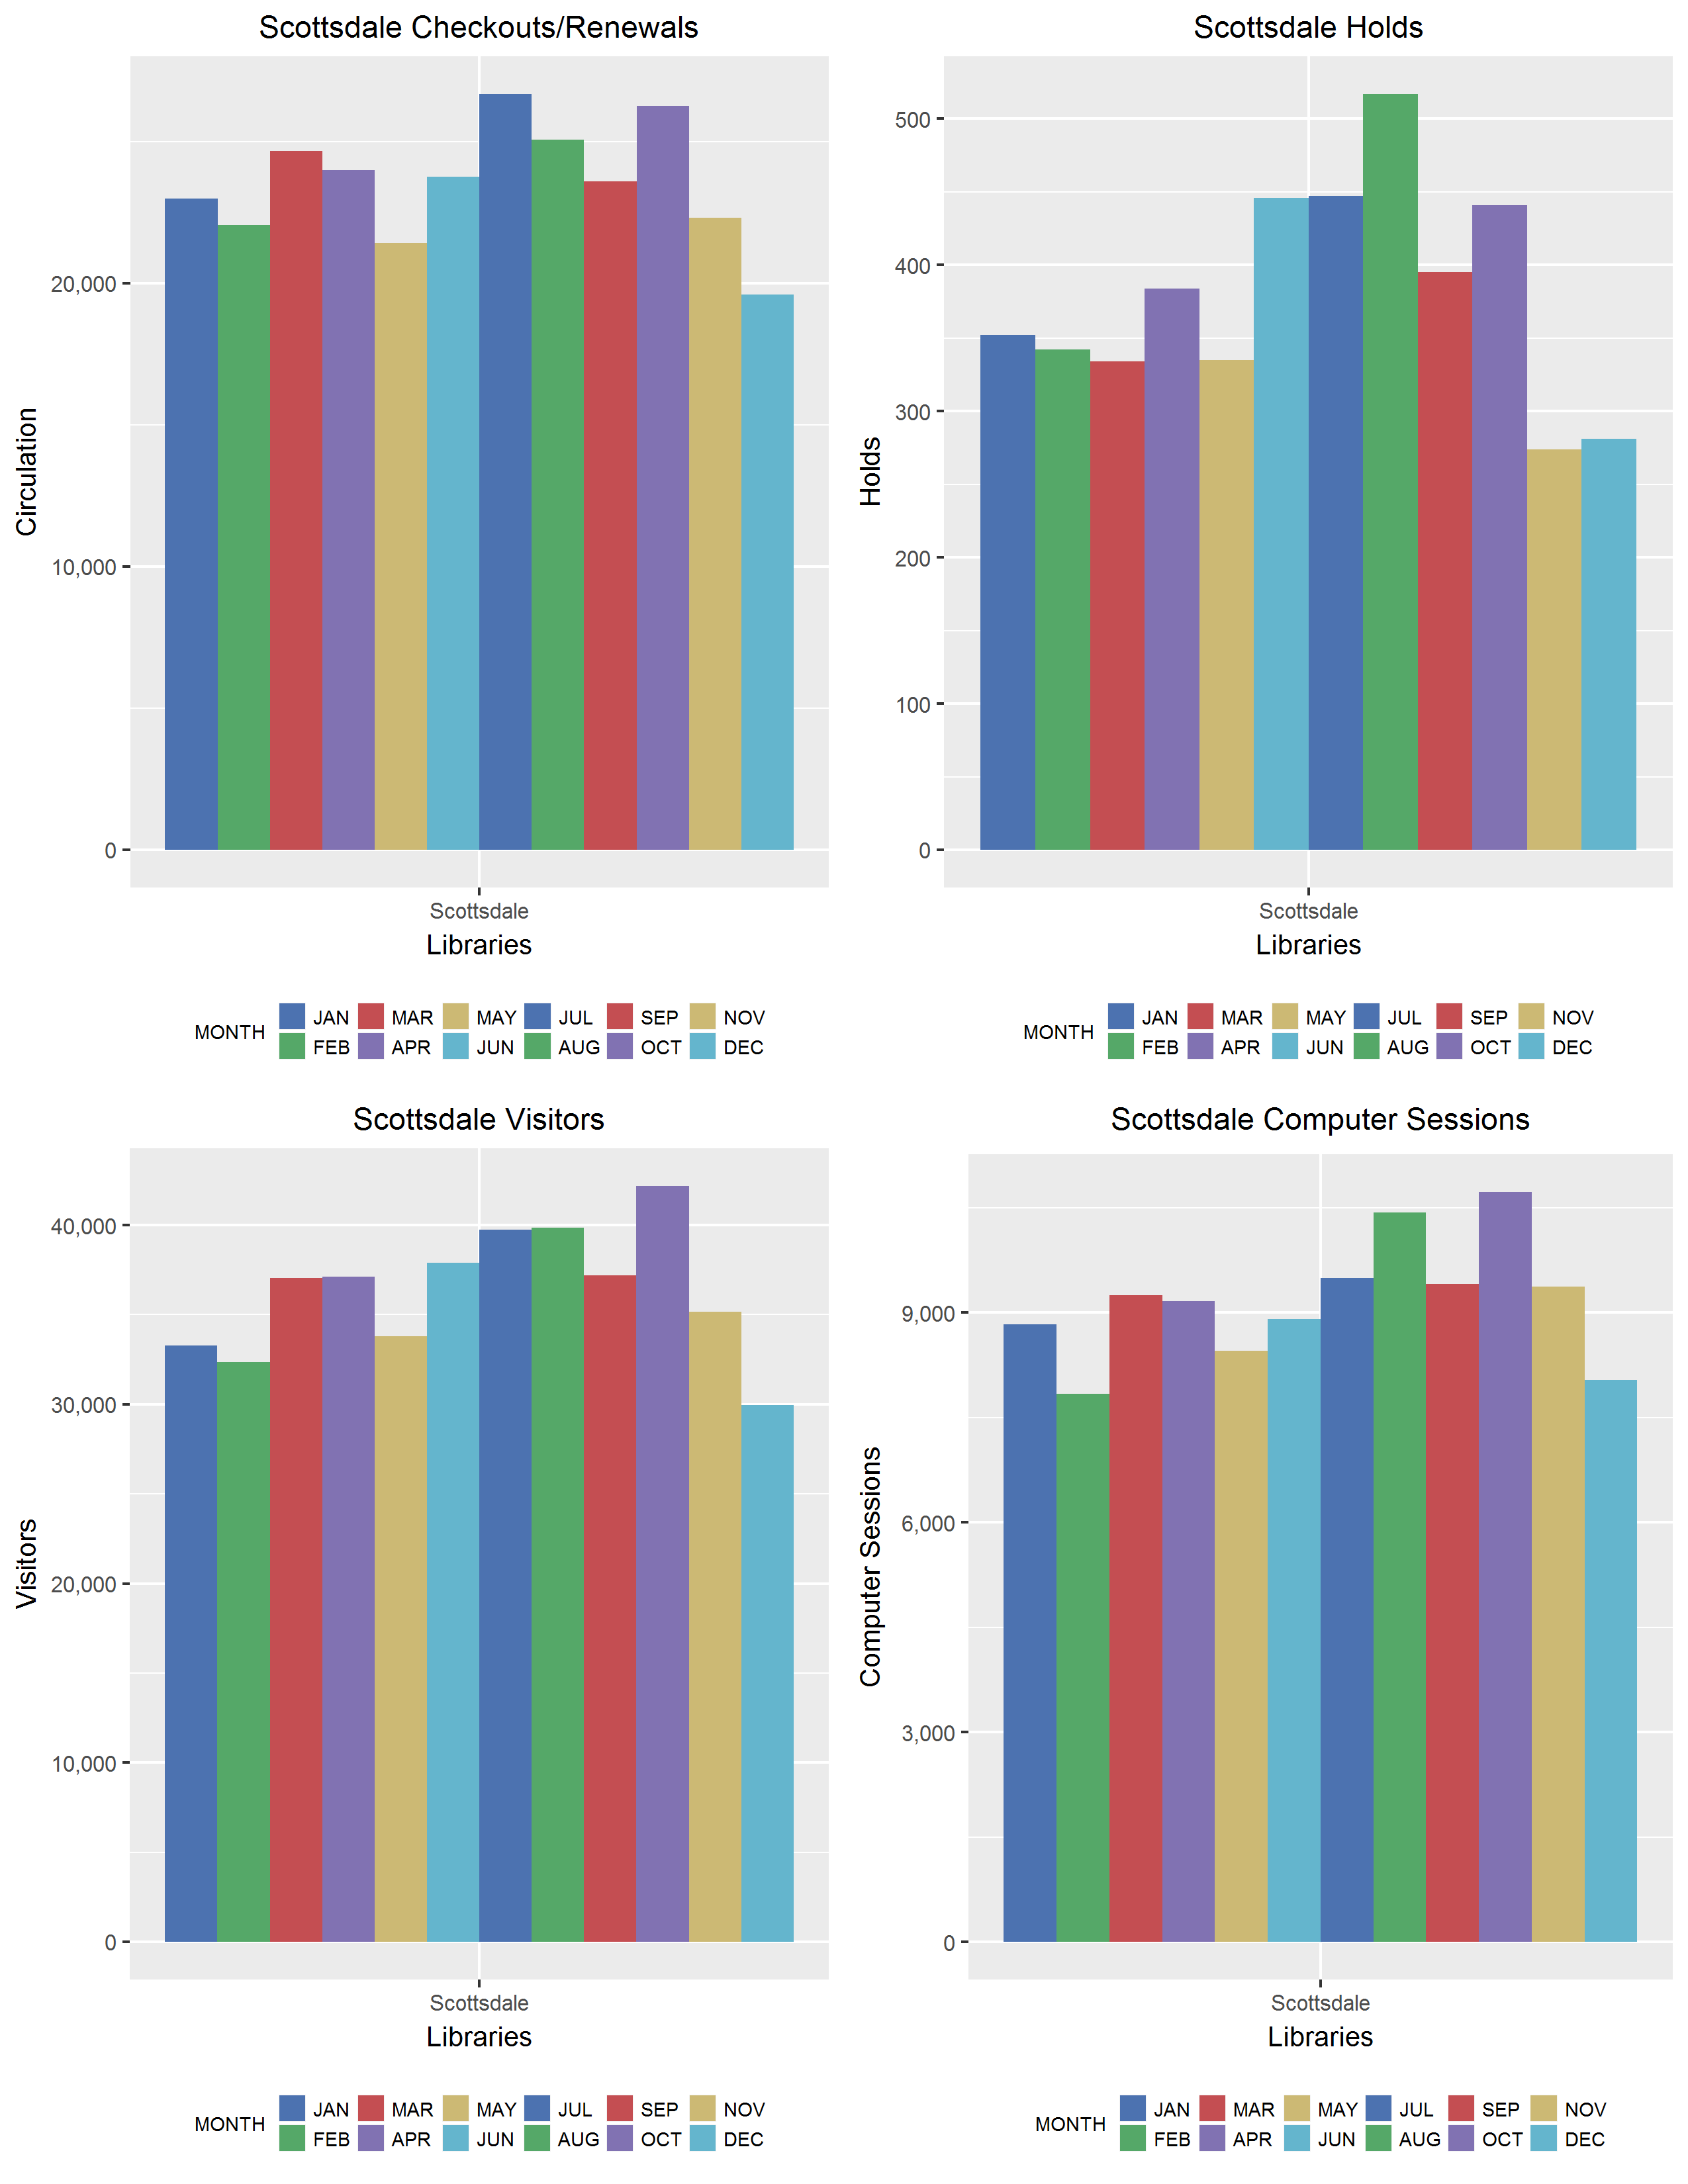 Scottsdale Checkouts/Renewals
Circulation
20,000
10,000
0
Scottsdale
Libraries
MONTH
JAN MAR MAY JUL SEP NOV
FEB APR JUN AUG OCT DEC
Scottsdale Holds
Holds
500
400
300
200
100
0
Scottsdale
Libraries
MONTH
JAN MAR MAY JUL SEP NOV
FEB APR JUN AUG OCT DEC
Scottsdale Visitors
Visitors
40,000
30,000
20,000
10,000
0
Scottsdale
Libraries
MONTH
JAN MAR MAY JUL SEP NOV
FEB APR JUN AUG OCT DEC
Scottsdale Computer Sessions
Computer Sessions
9,000
6,000
3,000
0
Scottsdale
Libraries
MONTH
JAN MAR MAY JUL SEP NOV
FEB APR JUN AUG OCT DEC